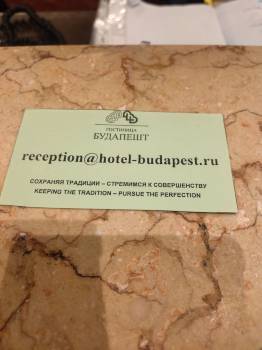 ГОСТИНИЦА
БУДАПЕШТ
reception@hotel-budapest.ru
СОХРАНЯЯ ТРАДИЦИИ – СТРЕМИМСЯ К СОВЕРШЕНСТВУ
KEEPING THE TRADITION – PURSUE THE PERFECTION